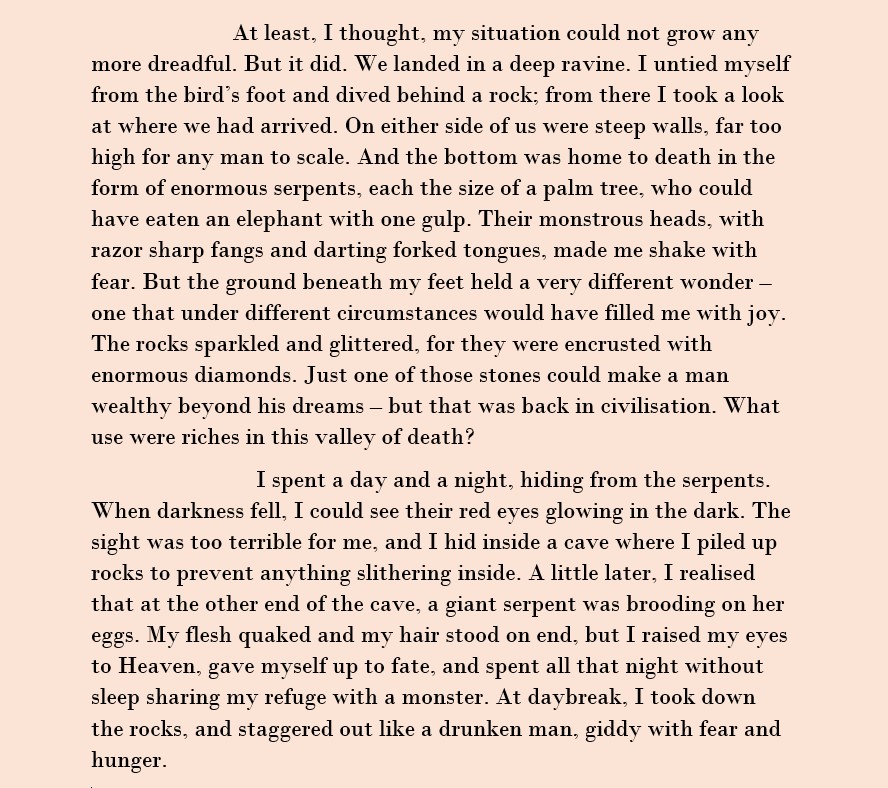 At least, I thought, my situation could not grow any
more dreadful. But it did. We landed in a deep ravine. I untied myself
from the bird’s foot and dived behind a rock; from there I took a look
at where we had arrived. On either side of us were steep walls, far too
high for any man to scale. And the bottom was home to death in the
form of enormous serpents, each the size of a palm tree, who could
have eaten an elephant with one gulp. Their monstrous heads, with
razor sharp fangs and darting forked tongues, made me shake with
fear. But the ground beneath my feet held a very different wonder –
one that under different circumstances would have filled me with joy.
The rocks sparkled and glittered, for they were encrusted with
enormous diamonds. Just one of those stones could make a man
wealthy beyond his dreams – but that was back in civilisation. What
use were riches in this valley of death?
I spent a day and a night, hiding from the serpents.
When darkness fell, I could see their red eyes glowing in the dark. The
sight was too terrible for me, and I hid inside a cave where I piled up
rocks to prevent anything slithering inside. A little later, I realised
that at the other end of the cave, a giant serpent was brooding on her
eggs. My flesh quaked and my hair stood on end, but I raised my eyes
to Heaven, gave myself up to fate, and spent all that night without
sleep sharing my refuge with a monster. At daybreak, I took down
the rocks, and staggered out like a drunken man, giddy with fear and
hunger.